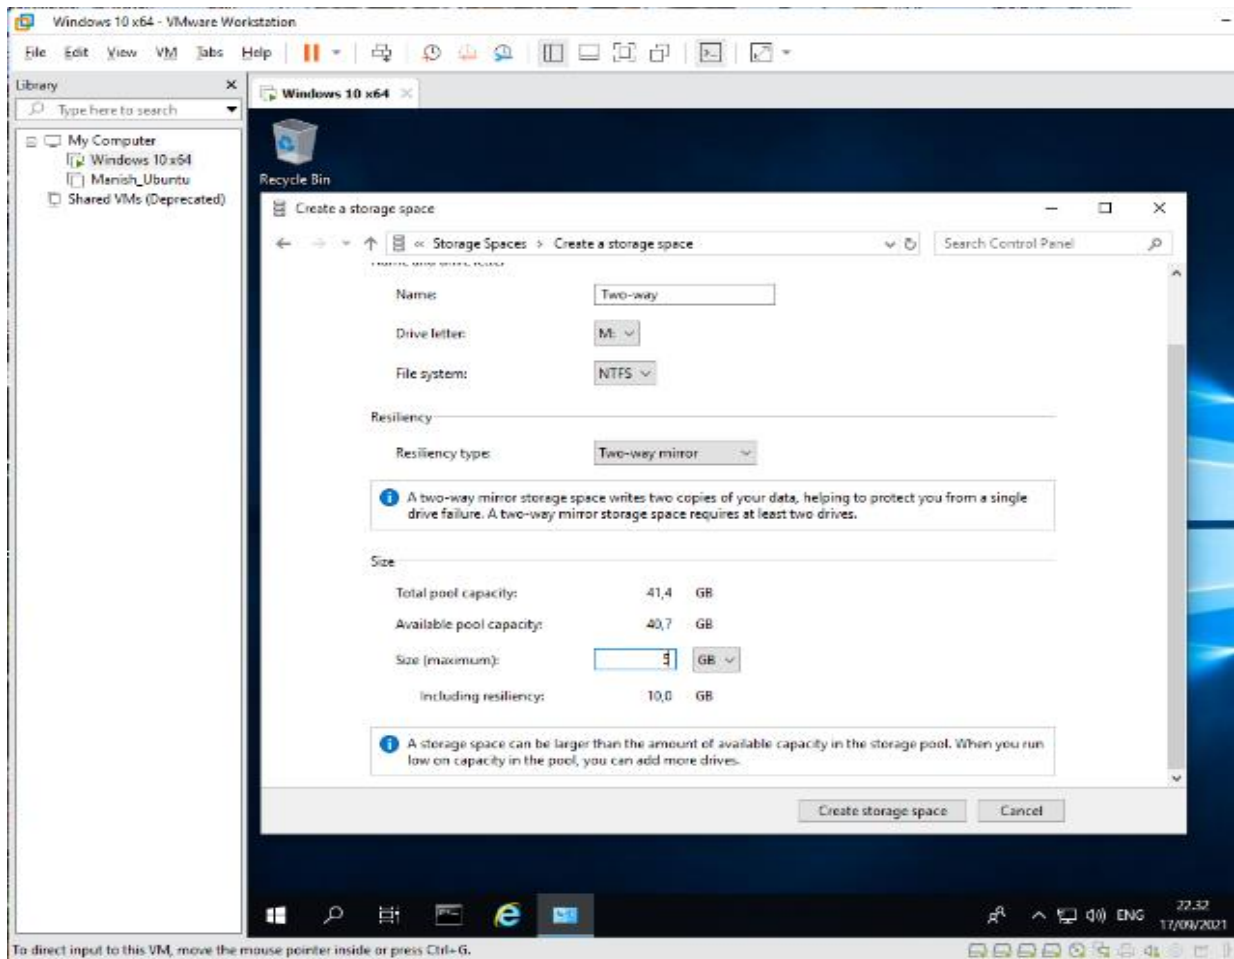 Windows 10 x64 - VMware Workstation
File Edit View VM Tabs Help
Library
Type here to search
My Computer
Windows 10 x64
Manish_Ubuntu
Shared VMs (Deprecated)
Windows 10 x64
Recycle Bin
Create a storage space
« Storage Spaces > Create a storage space
Search Control Panel
Name and drive letter
Name:
Two-way
Drive letter:
M:
File system:
NTFS
Resiliency
Resiliency type:
Two-way mirror
A two-way mirror storage space writes two copies of your data, helping to protect you from a single
drive failure. A two-way mirror storage space requires at least two drives.
Size
Total pool capacity: 41,4 GB
Available pool capacity: 40,7 GB
Size (maximum): 5 GB
Including resiliency: 10,0 GB
A storage space can be larger than the amount of available capacity in the storage pool. When you run
low on capacity in the pool, you can add more drives.
Create storage space
Cancel
ENG
22.32
17/09/2021
To direct input to this VM, move the mouse pointer inside or press Ctrl+G.